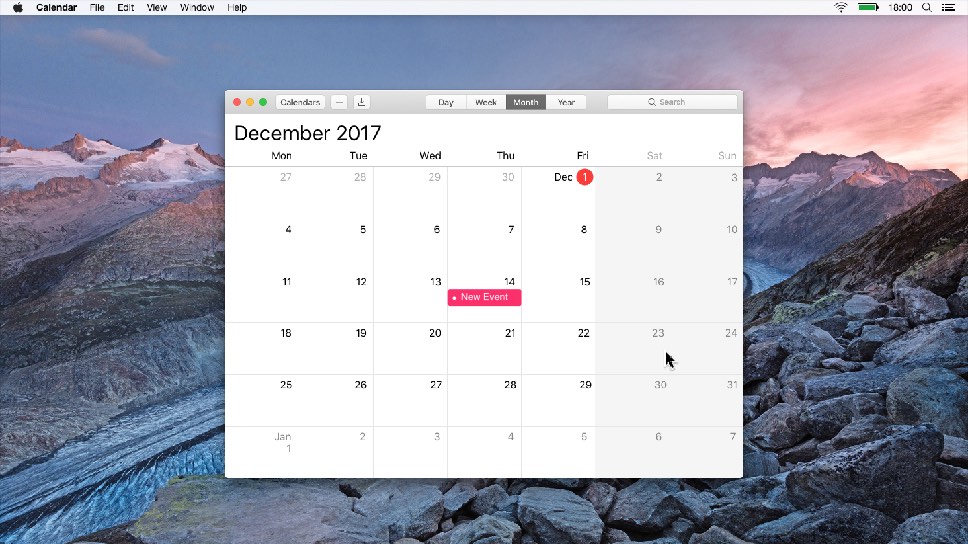 Calendar File Edit View Window Help 18:00
Calendars Day Week Month Year Search
December 2017
Mon Tue Wed Thu Fri Sat Sun
27 28 29 30 Dec 1 2 3
4 5 6 7 8 9 10
11 12 13 14 15 16 17
New Event
18 19 20 21 22 23 24
25 26 27 28 29 30 31
Jan 2 3 4 5 6 7
1